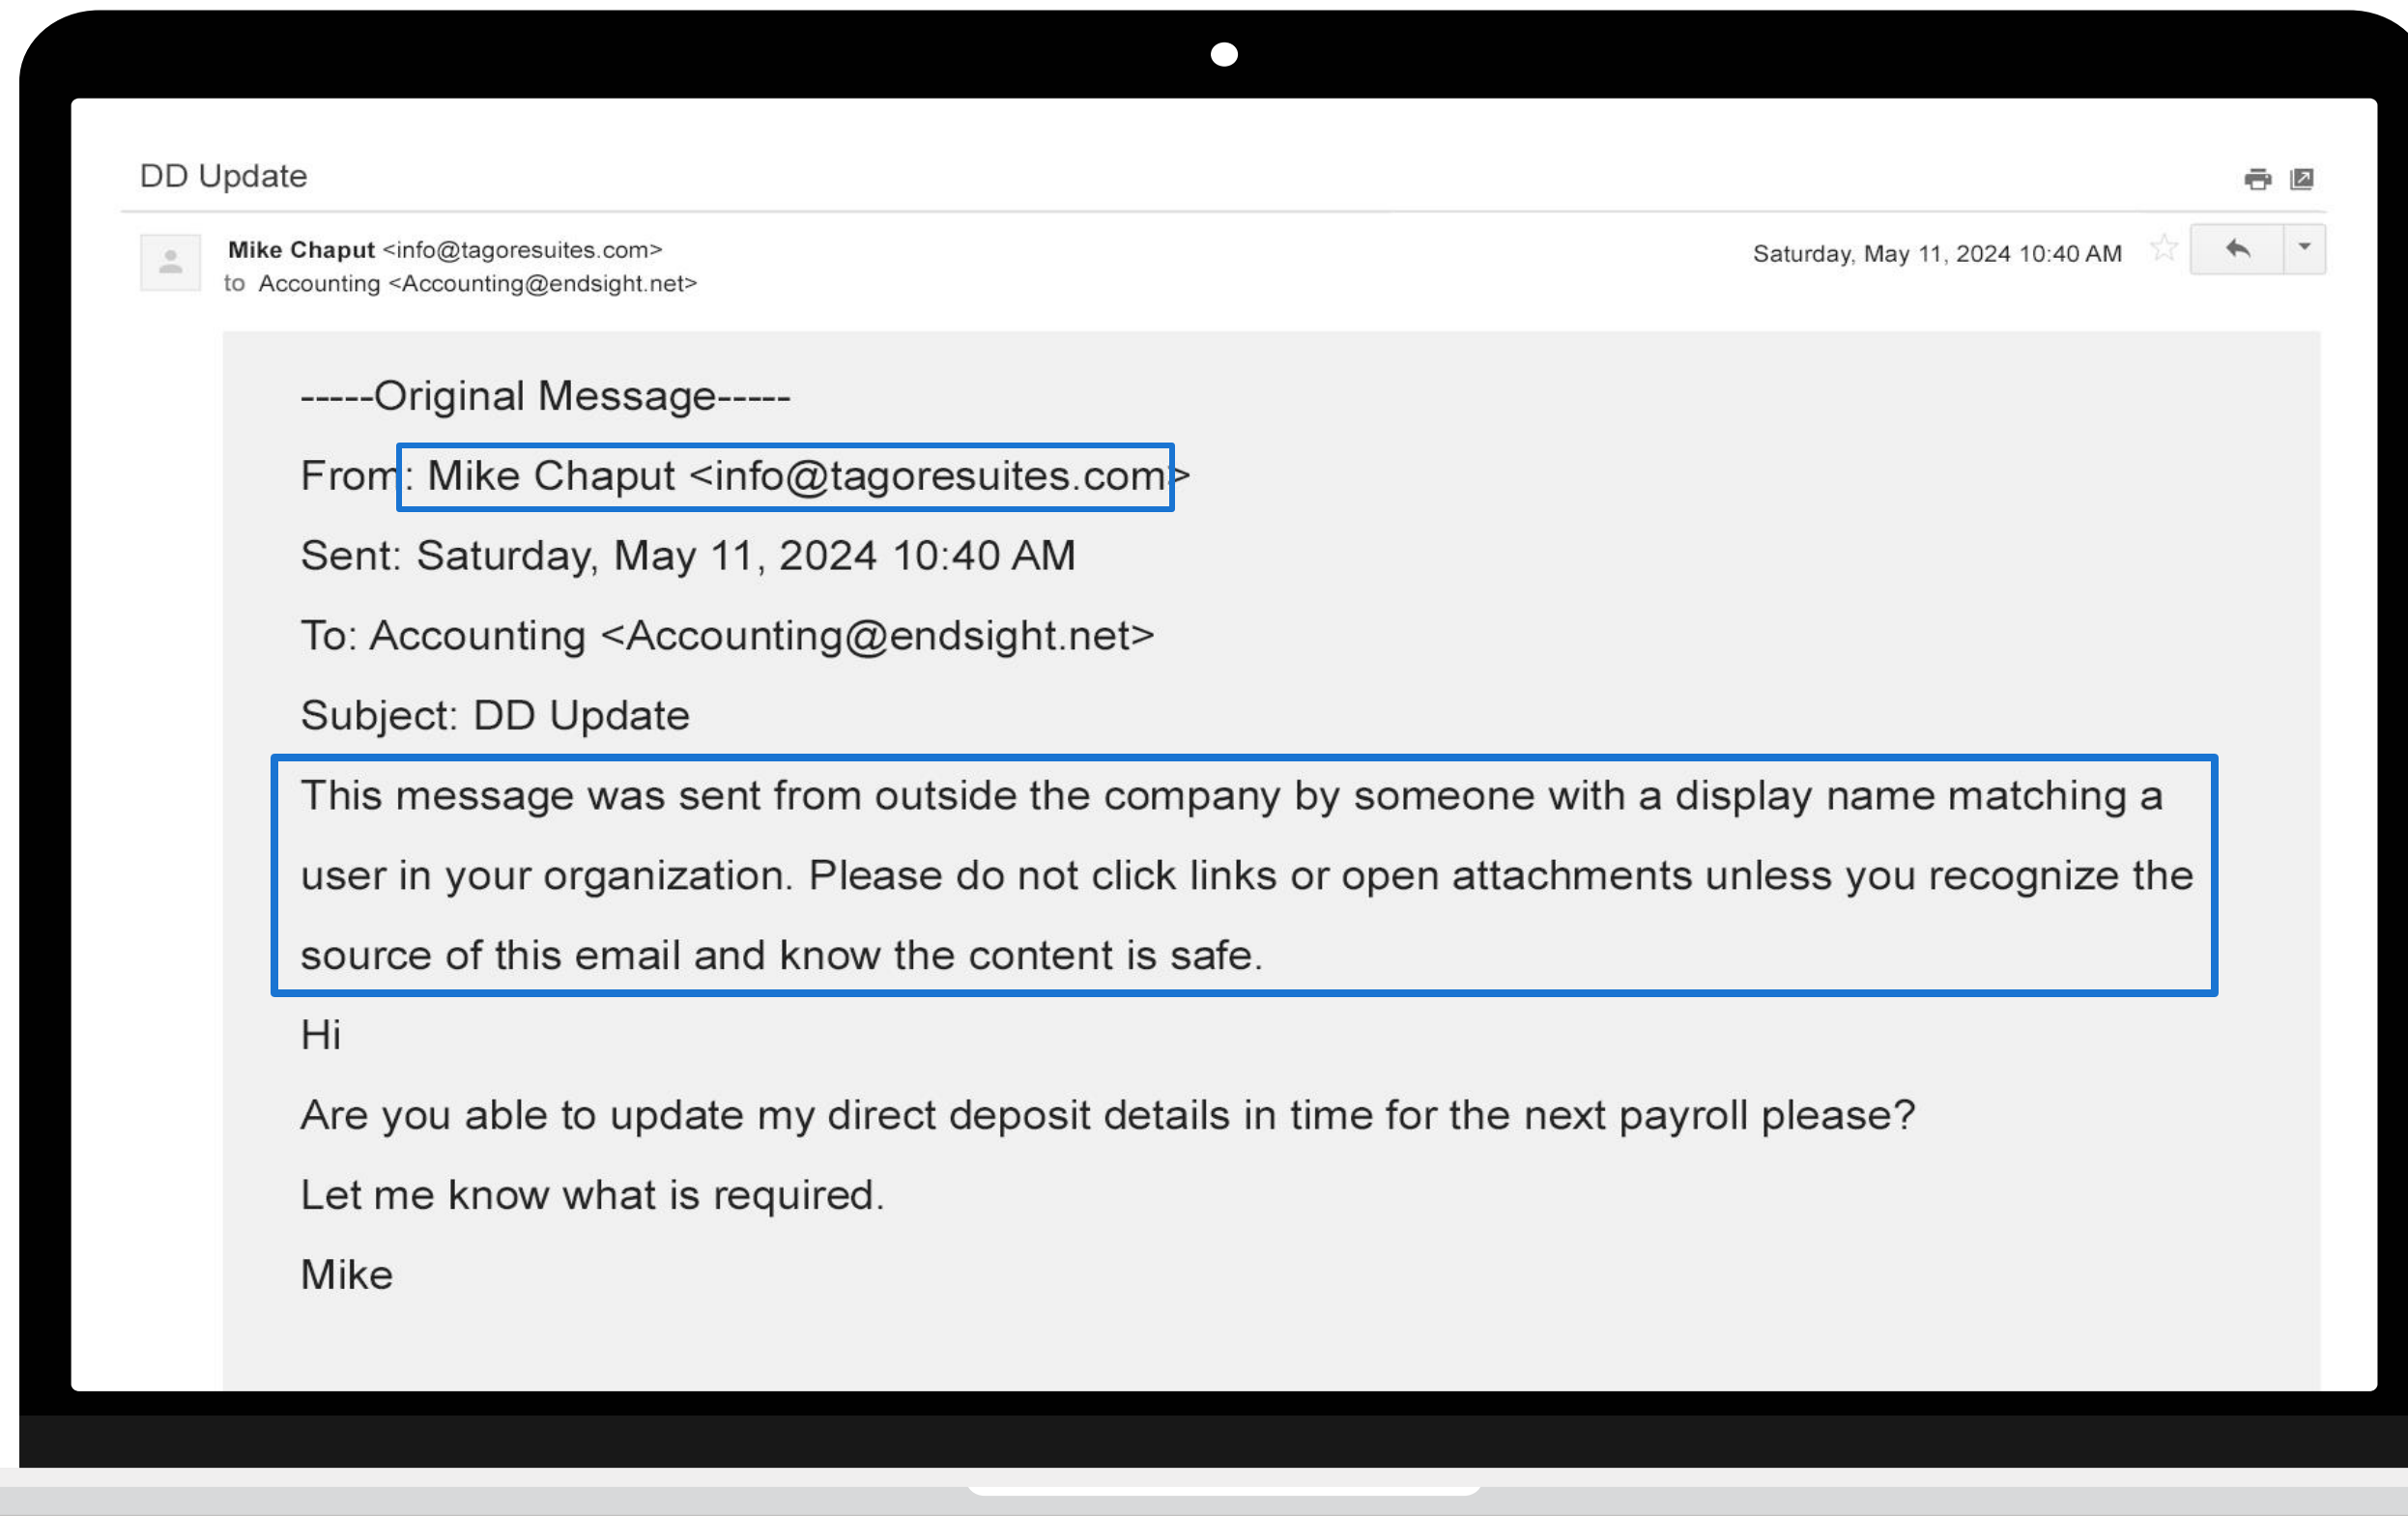 DD Update
Mike Chaput <info@tagoresuites.com>
Saturday, May 11, 2024 10:40 AM
to Accounting <Accounting@endsight.net>
-----Original Message-----
From: Mike Chaput <info@tagoresuites.com>
Sent: Saturday, May 11, 2024 10:40 AM
To: Accounting <Accounting@endsight.net>
Subject: DD Update
This message was sent from outside the company by someone with a display name matching a
user in your organization. Please do not click links or open attachments unless you recognize the
source of this email and know the content is safe.
Hi
Are you able to update my direct deposit details in time for the next payroll please?
Let me know what is required.
Mike